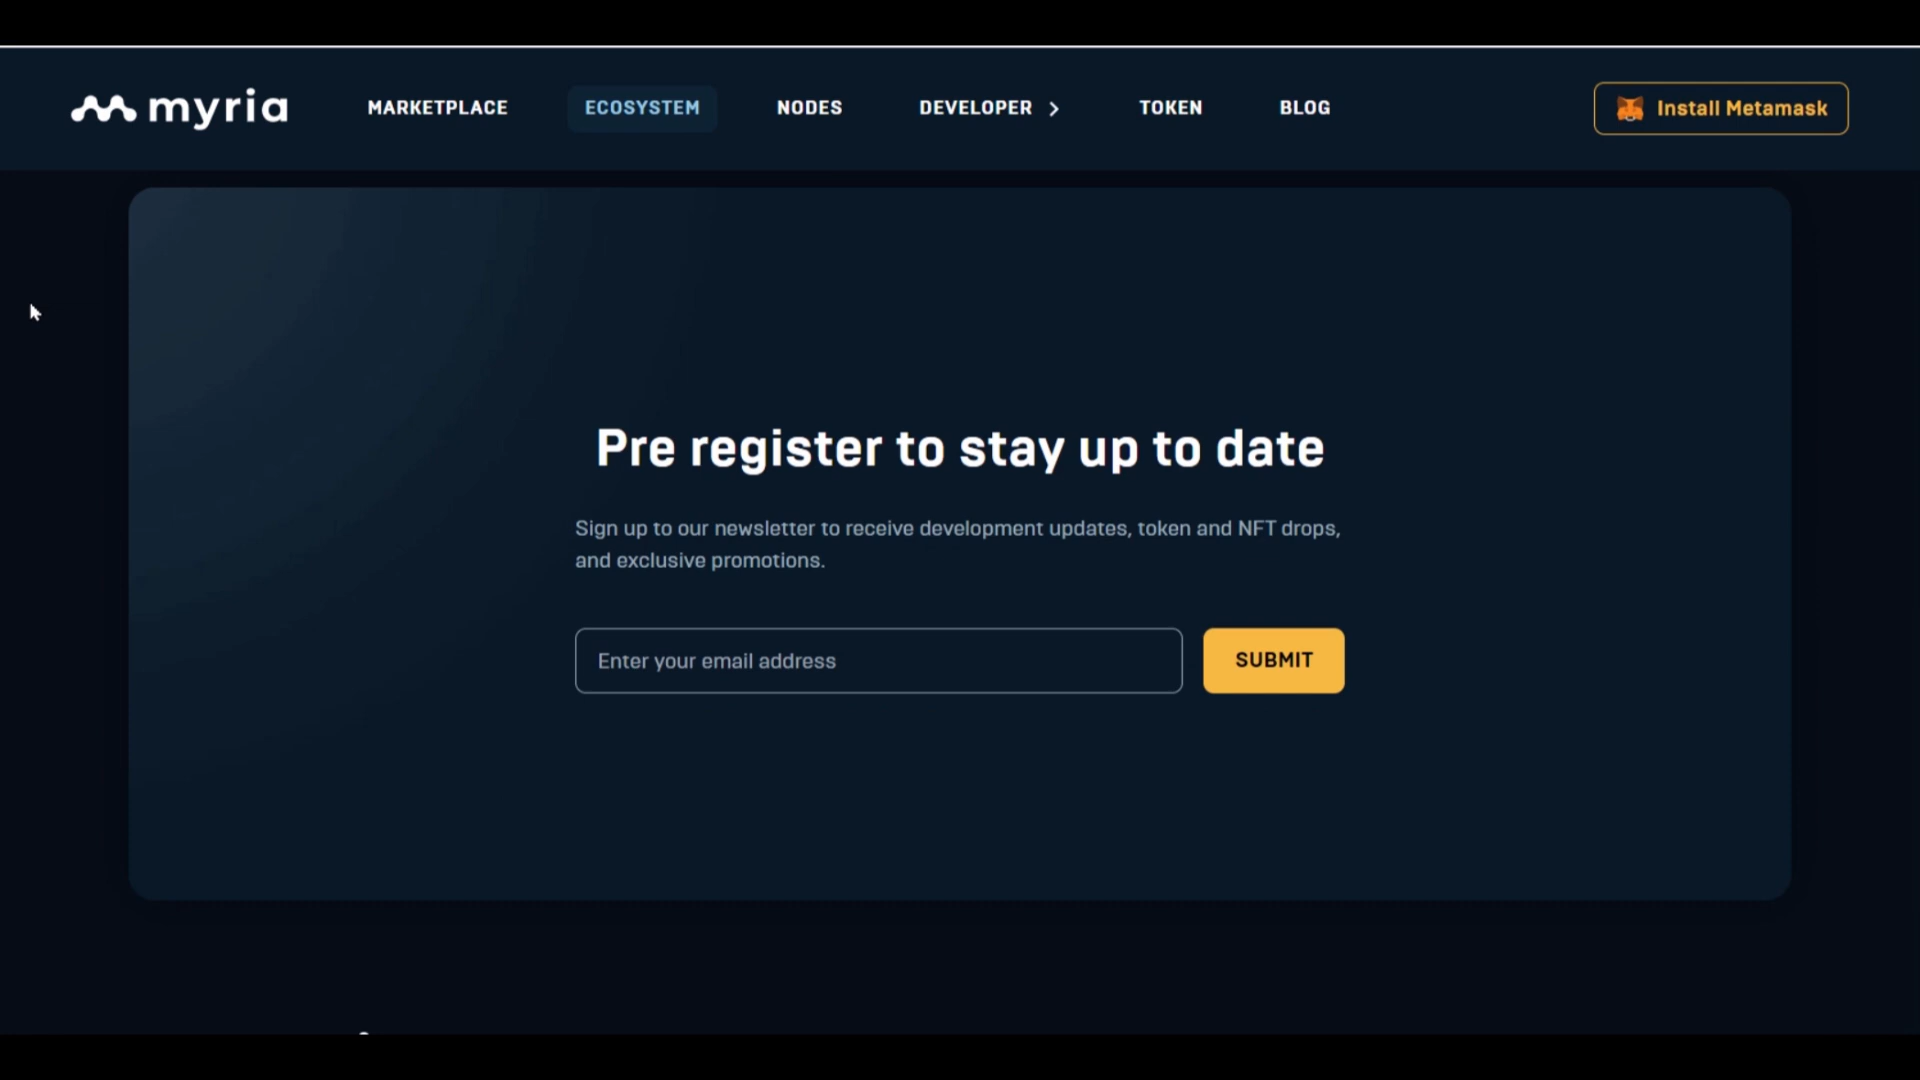 myria
MARKETPLACE
ECOSYSTEM
NODES
DEVELOPER
TOKEN
BLOG
Install Metamask
Pre register to stay up to date
Sign up to our newsletter to receive development updates, token and NFT drops,
and exclusive promotions.
Enter your email address
SUBMIT